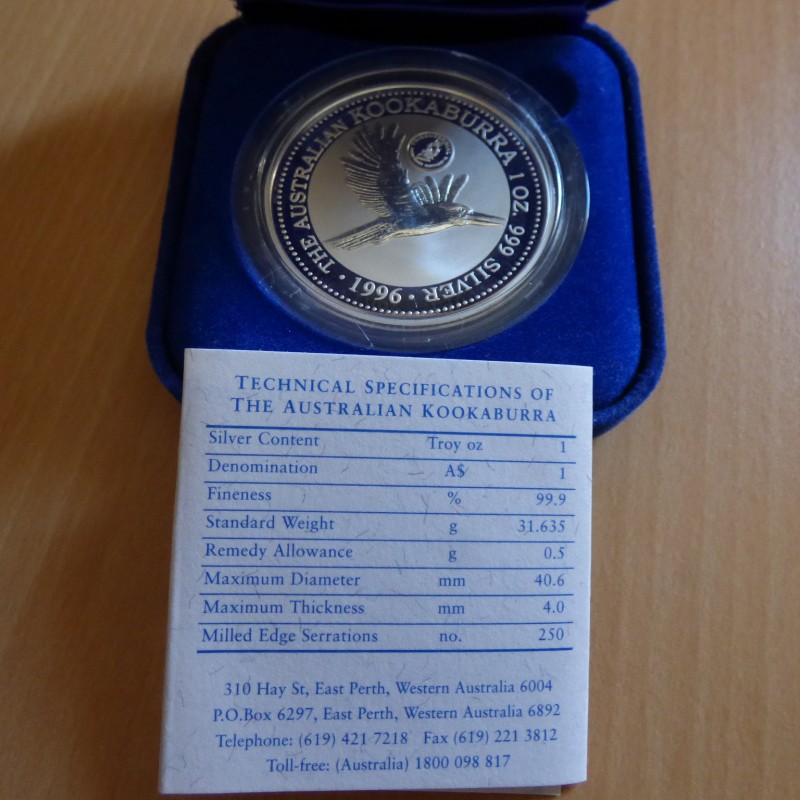 · THE AUSTRALIAN KOOKABURRA 1 OZ. 999 SILVER · 1996
TECHNICAL SPECIFICATIONS OF
THE AUSTRALIAN KOOKABURRA
Silver Content Troy oz 1
Denomination A$ 1
Fineness % 99.9
Standard Weight g 31.635
Remedy Allowance g 0.5
Maximum Diameter mm 40.6
Maximum Thickness mm 4.0
Milled Edge Serrations no. 250
310 Hay St, East Perth, Western Australia 6004
P.O.Box 6297, East Perth, Western Australia 6892
Telephone: (619) 421 7218 Fax (619) 221 3812
Toll-free: (Australia) 1800 098 817